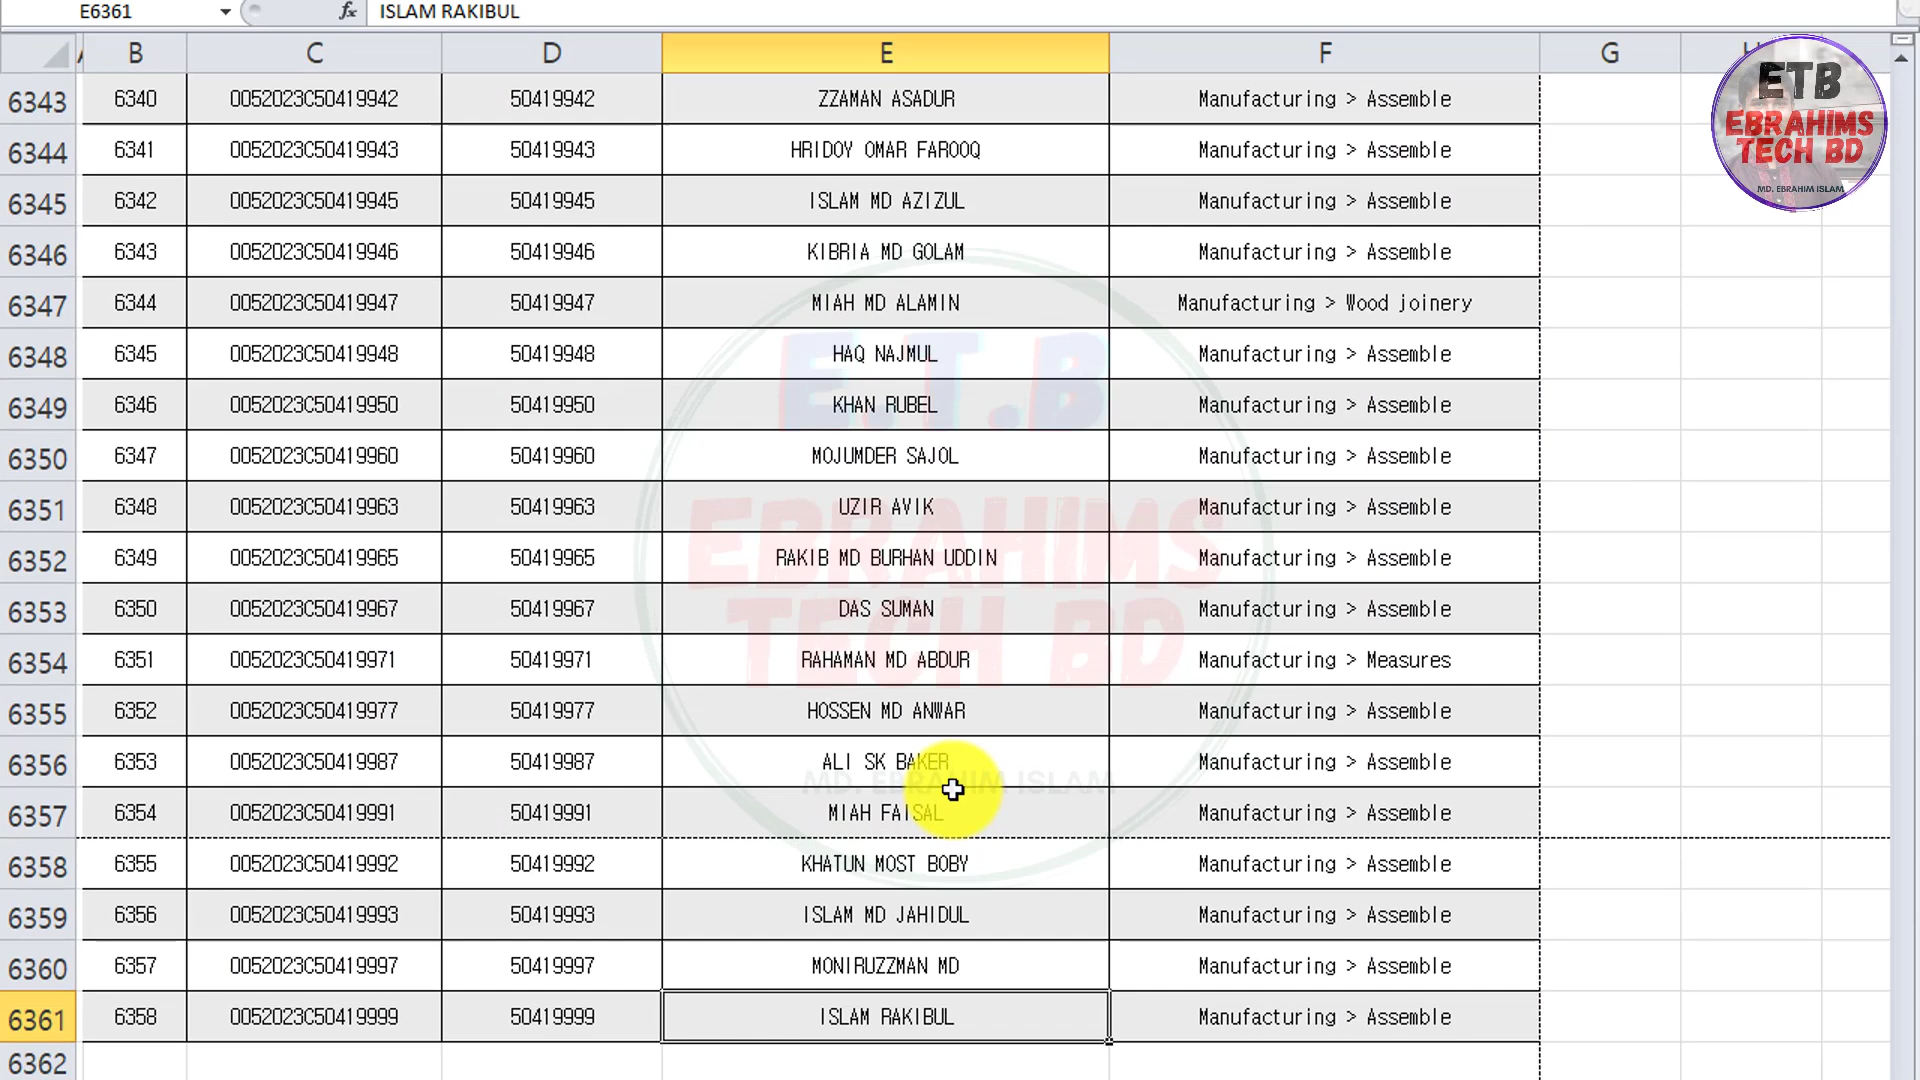 E6361 fx ISLAM RAKIBUL
B C D E F G
6343 6340 0052023C50419942 50419942 ZZAMAN ASADUR Manufacturing > Assemble
6344 6341 0052023C50419943 50419943 HRIDOY OMAR FAROOQ Manufacturing > Assemble
6345 6342 0052023C50419945 50419945 ISLAM MD AZIZUL Manufacturing > Assemble
6346 6343 0052023C50419946 50419946 KIBRIA MD GOLAM Manufacturing > Assemble
6347 6344 0052023C50419947 50419947 MIAH MD ALAMIN Manufacturing > Wood joinery
6348 6345 0052023C50419948 50419948 HAQ NAJMUL Manufacturing > Assemble
6349 6346 0052023C50419950 50419950 KHAN RUBEL Manufacturing > Assemble
6350 6347 0052023C50419960 50419960 MOJUMDER SAJOL Manufacturing > Assemble
6351 6348 0052023C50419963 50419963 UZIR AVIK Manufacturing > Assemble
6352 6349 0052023C50419965 50419965 RAKIB MD BURHAN UDDIN Manufacturing > Assemble
6353 6350 0052023C50419967 50419967 DAS SUMAN Manufacturing > Assemble
6354 6351 0052023C50419971 50419971 RAHAMAN MD ABDUR Manufacturing > Measures
6355 6352 0052023C50419977 50419977 HOSSEN MD ANWAR Manufacturing > Assemble
6356 6353 0052023C50419987 50419987 ALI SK BAKER Manufacturing > Assemble
6357 6354 0052023C50419991 50419991 MIAH FAISAL Manufacturing > Assemble
6358 6355 0052023C50419992 50419992 KHATUN MOST BOBY Manufacturing > Assemble
6359 6356 0052023C50419993 50419993 ISLAM MD JAHIDUL Manufacturing > Assemble
6360 6357 0052023C50419997 50419997 MONIRUZZMAN MD Manufacturing > Assemble
6361 6358 0052023C50419999 50419999 ISLAM RAKIBUL Manufacturing > Assemble
6362
ETB
EBRAHIMS
TECH BD
MD. EBRAHIM ISLAM
E.T.B
EBRAHIMS
TECH BD
MD. EBRAHIM ISLAM